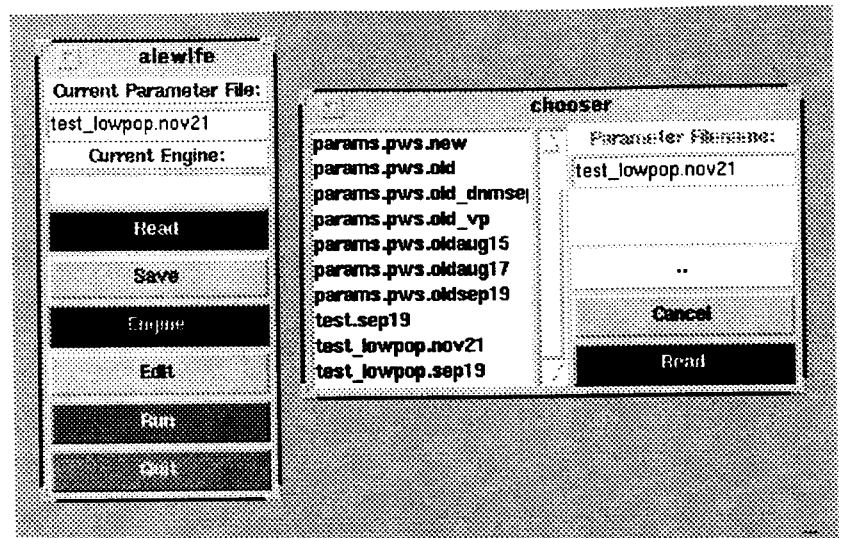 alewife
Current Parameter File:
test_lowpop.nov21
Current Engine:
Read
Save
Engine
Edit
Run
Quit
chooser
params.pws.new
params.pws.old
params.pws.old_dnmsep
params.pws.old_vp
params.pws.oldaug15
params.pws.oldaug17
params.pws.oldsep19
test.sep19
test_lowpop.nov21
test_lowpop.sep19
Parameter Filename:
test_lowpop.nov21
..
Cancel
Read